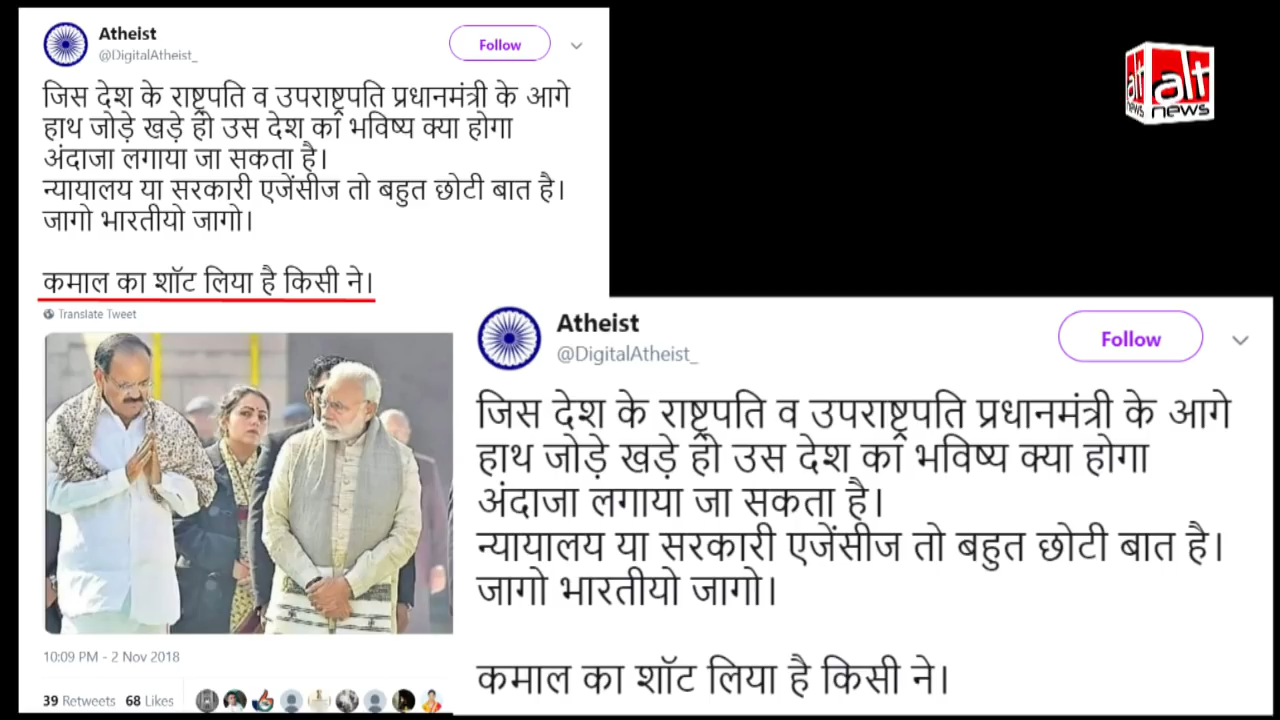 Atheist
@DigitalAtheist_
Follow
जिस देश के राष्ट्रपति व उपराष्ट्रपति प्रधानमंत्री के आगे
हाथ जोड़े खड़े हो उस देश का भविष्य क्या होगा
अंदाजा लगाया जा सकता है।
न्यायालय या सरकारी एजेंसीज तो बहुत छोटी बात है।
जागो भारतीयो जागो।
कमाल का शॉट लिया है किसी ने।
Translate Tweet
10:09 PM - 2 Nov 2018
39 Retweets 68 Likes
alt
news
alt
news
Atheist
@DigitalAtheist_
Follow
जिस देश के राष्ट्रपति व उपराष्ट्रपति प्रधानमंत्री के आगे
हाथ जोड़े खड़े हो उस देश का भविष्य क्या होगा
अंदाजा लगाया जा सकता है।
न्यायालय या सरकारी एजेंसीज तो बहुत छोटी बात है।
जागो भारतीयो जागो।
कमाल का शॉट लिया है किसी ने।